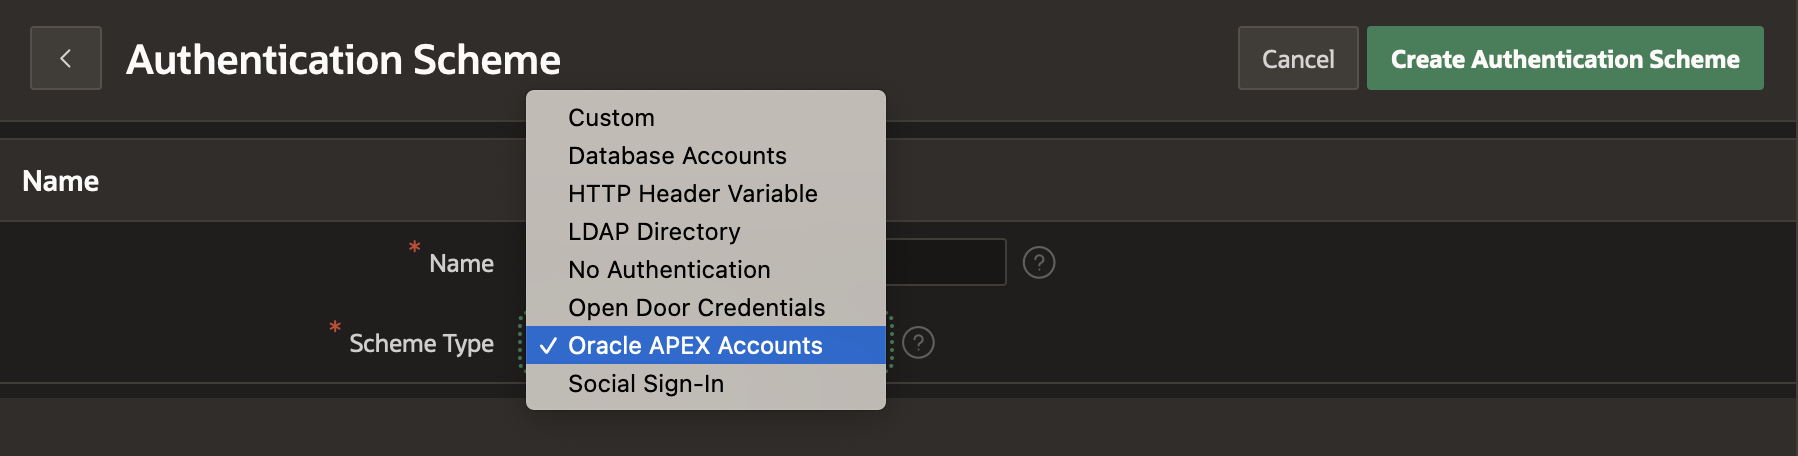 Authentication Scheme
Cancel
Create Authentication Scheme
Custom
Database Accounts
HTTP Header Variable
LDAP Directory
No Authentication
Open Door Credentials
✓ Oracle APEX Accounts
Social Sign-In
Name
* Name
?
* Scheme Type
?